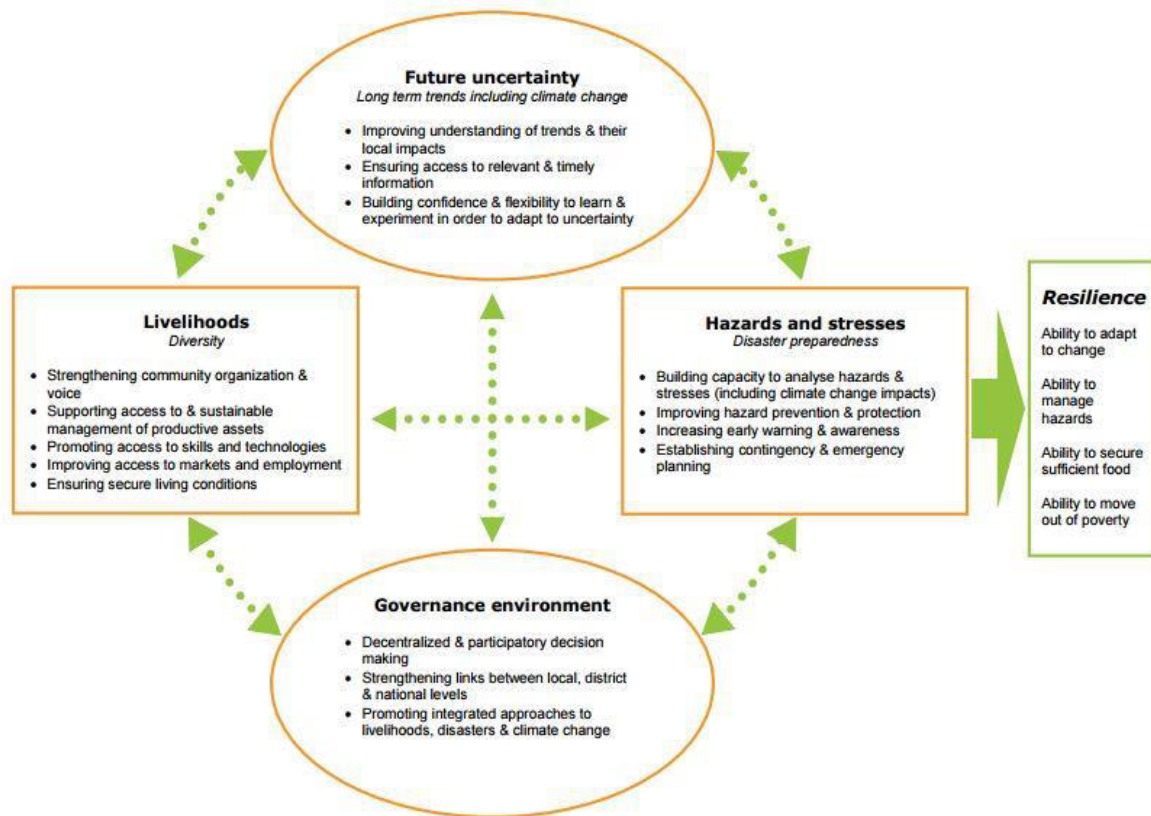 Future uncertainty
Long term trends including climate change
• Improving understanding of trends & their
local impacts
• Ensuring access to relevant & timely
information
• Building confidence & flexibility to learn &
experiment in order to adapt to uncertainty
Livelihoods
Diversity
• Strengthening community organization &
voice
• Supporting access to & sustainable
management of productive assets
• Promoting access to skills and technologies
• Improving access to markets and employment
• Ensuring secure living conditions
Hazards and stresses
Disaster preparedness
• Building capacity to analyse hazards &
stresses (including climate change impacts)
• Improving hazard prevention & protection
• Increasing early warning & awareness
• Establishing contingency & emergency
planning
Resilience
Ability to adapt
to change
Ability to
manage
hazards
Ability to secure
sufficient food
Ability to move
out of poverty
Governance environment
• Decentralized & participatory decision
making
• Strengthening links between local, district
& national levels
• Promoting integrated approaches to
livelihoods, disasters & climate change